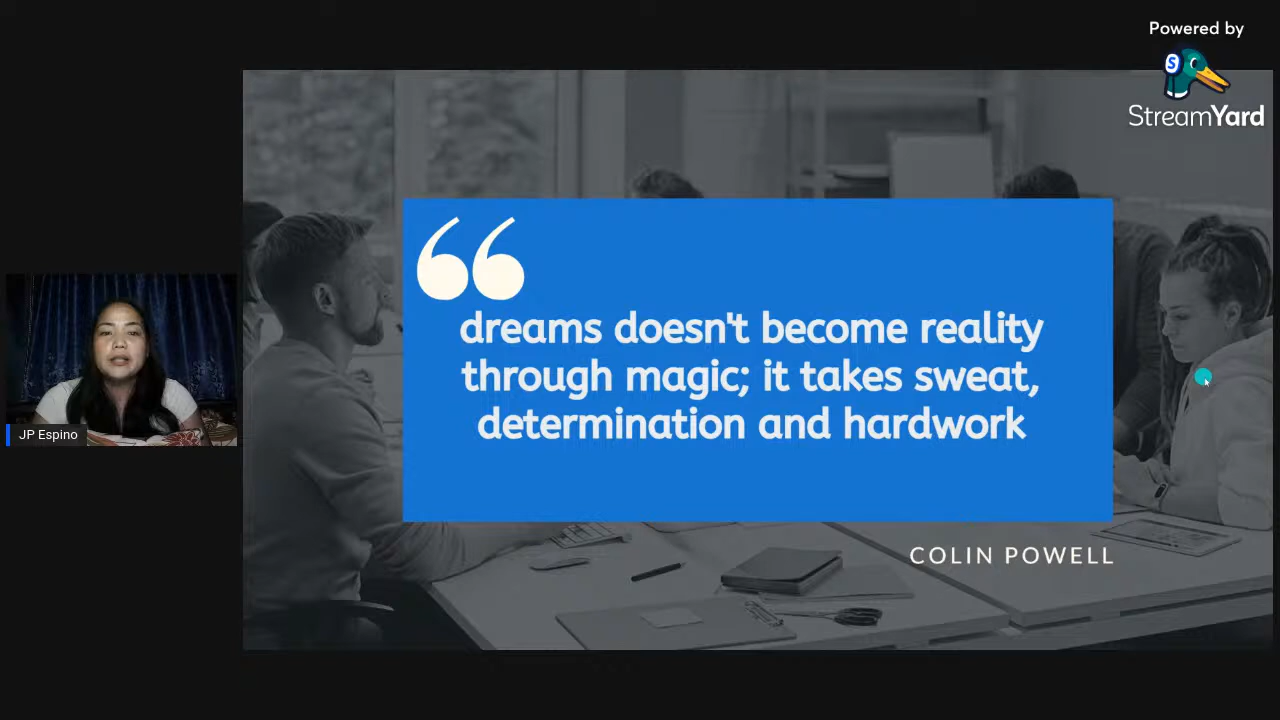 Powered by
S
StreamYard
dreams doesn't become reality
through magic; it takes sweat,
determination and hardwork
COLIN POWELL
JP Espino